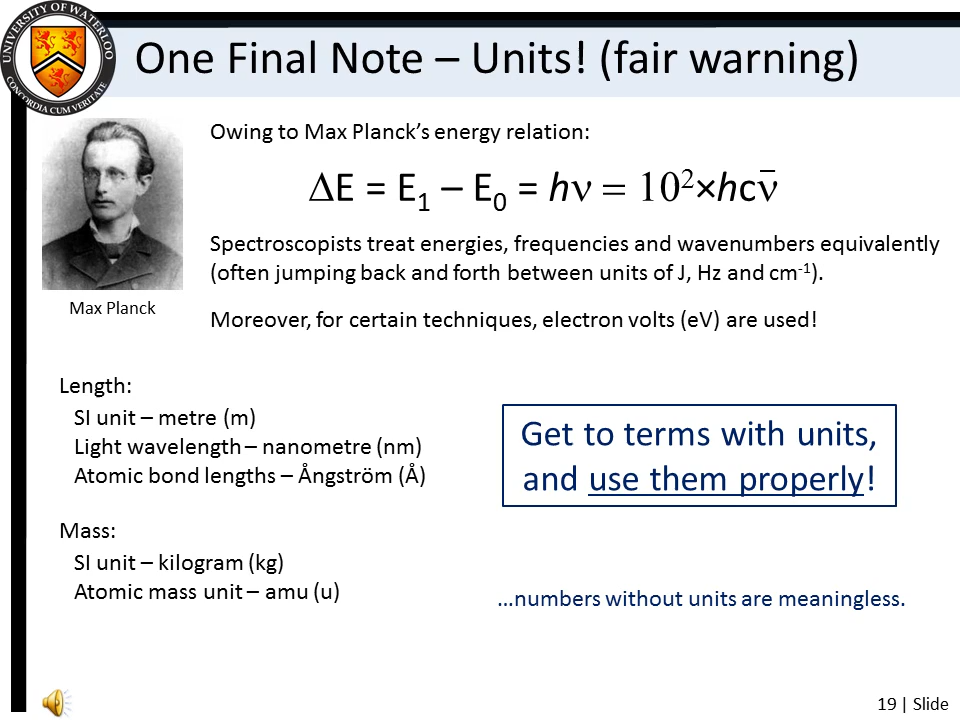 UNIVERSITY OF WATERLOO
CONCORDIA CUM VERITATE
One Final Note – Units! (fair warning)
Owing to Max Planck’s energy relation:
ΔE = E₁ – E₀ = hν = 10²×hcν̄
Spectroscopists treat energies, frequencies and wavenumbers equivalently
(often jumping back and forth between units of J, Hz and cm⁻¹).
Max Planck
Moreover, for certain techniques, electron volts (eV) are used!
Length:
SI unit – metre (m)
Light wavelength – nanometre (nm)
Atomic bond lengths – Ångström (Å)
Get to terms with units,
and use them properly!
Mass:
SI unit – kilogram (kg)
Atomic mass unit – amu (u)
...numbers without units are meaningless.
19 | Slide